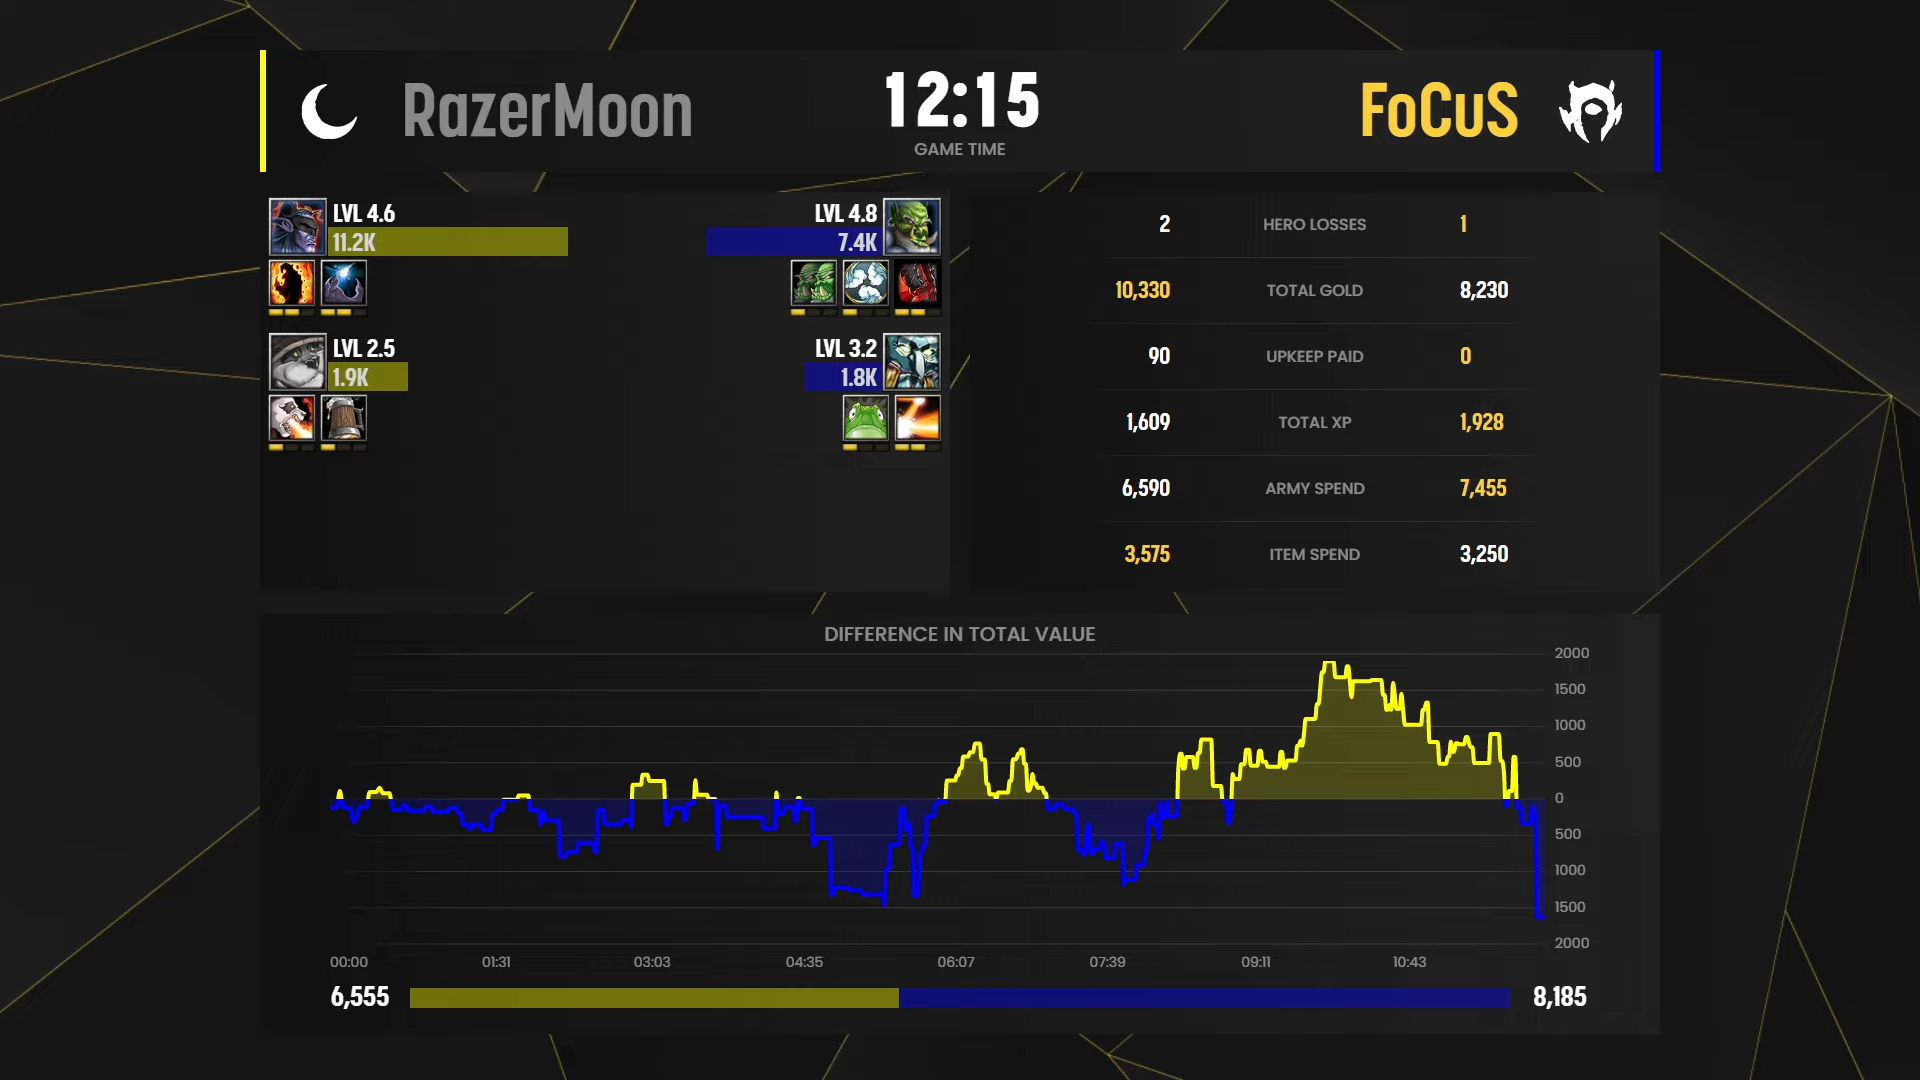 RazerMoon
12:15
GAME TIME
FoCuS
LVL 4.6
11.2K
LVL 4.8
7.4K
LVL 2.5
1.9K
LVL 3.2
1.8K
2 HERO LOSSES 1
10,330 TOTAL GOLD 8,230
90 UPKEEP PAID 0
1,609 TOTAL XP 1,928
6,590 ARMY SPEND 7,455
3,575 ITEM SPEND 3,250
DIFFERENCE IN TOTAL VALUE
2000
1500
1000
500
0
500
1000
1500
2000
00:00 01:31 03:03 04:35 06:07 07:39 09:11 10:43
6,555 8,185